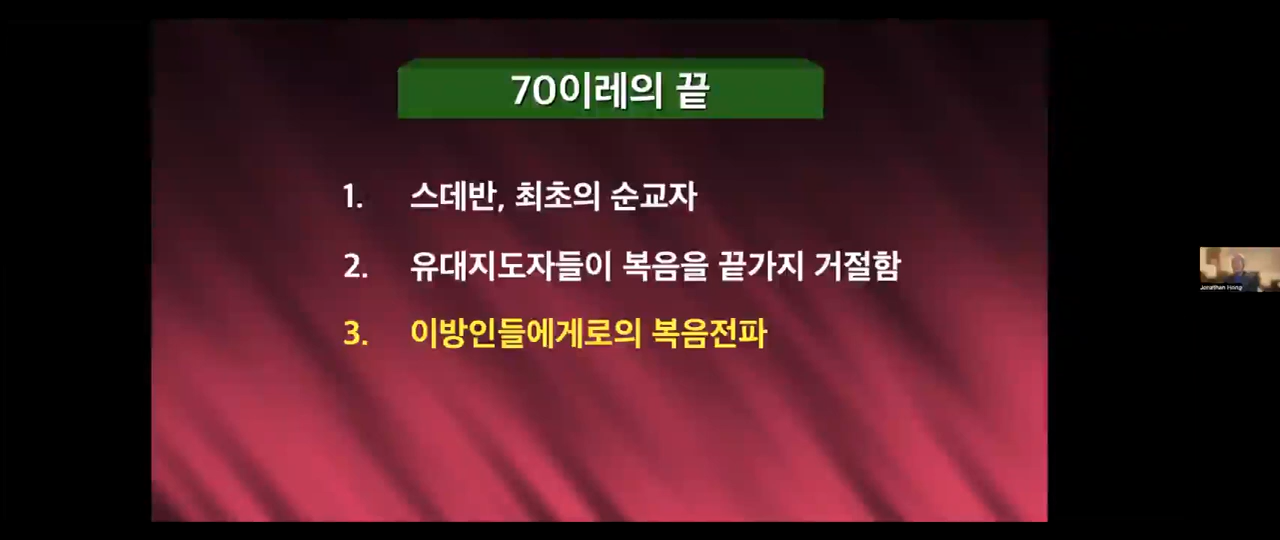 70이레의 끝
1. 스데반, 최초의 순교자
2. 유대지도자들이 복음을 끝가지 거절함
3. 이방인들에게로의 복음전파
Jonathan Hong